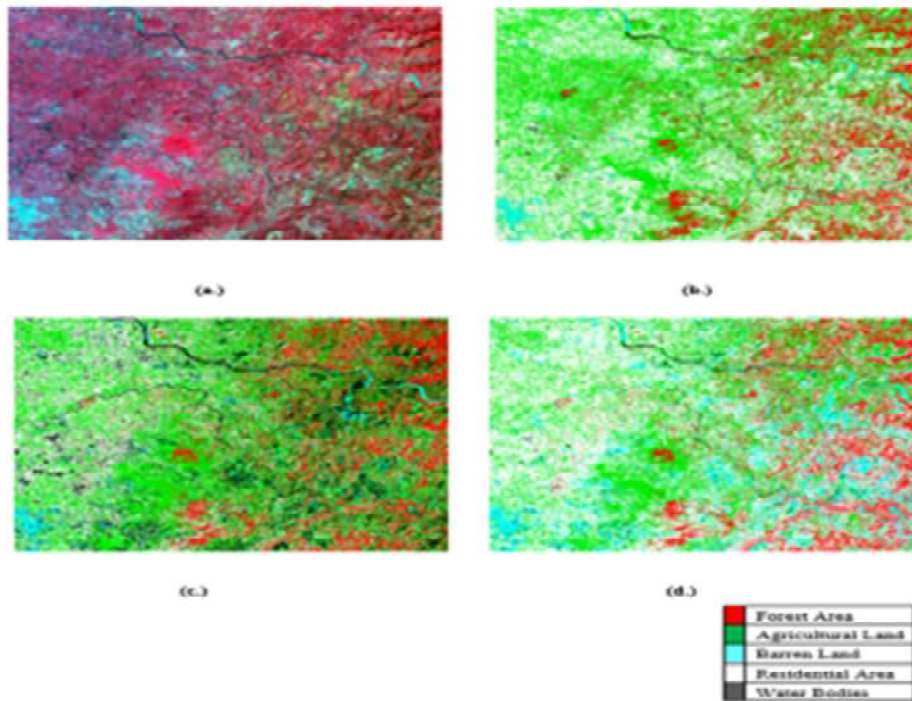 (a.)
(b.)
(c.)
(d.)
Forest Area
Agricultural Land
Barren Land
Residential Area
Water Bodies